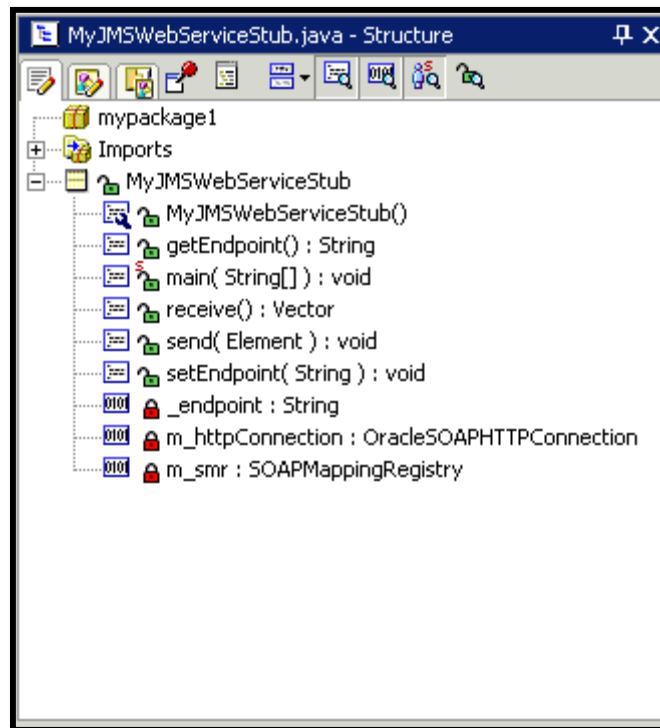 MyJMSWebServiceStub.java - Structure
mypackage1
Imports
MyJMSWebServiceStub
MyJMSWebServiceStub()
getEndpoint() : String
main( String[] ) : void
receive() : Vector
send( Element ) : void
setEndpoint( String ) : void
_endpoint : String
m_httpConnection : OracleSOAPHTTPConnection
m_smr : SOAPMappingRegistry